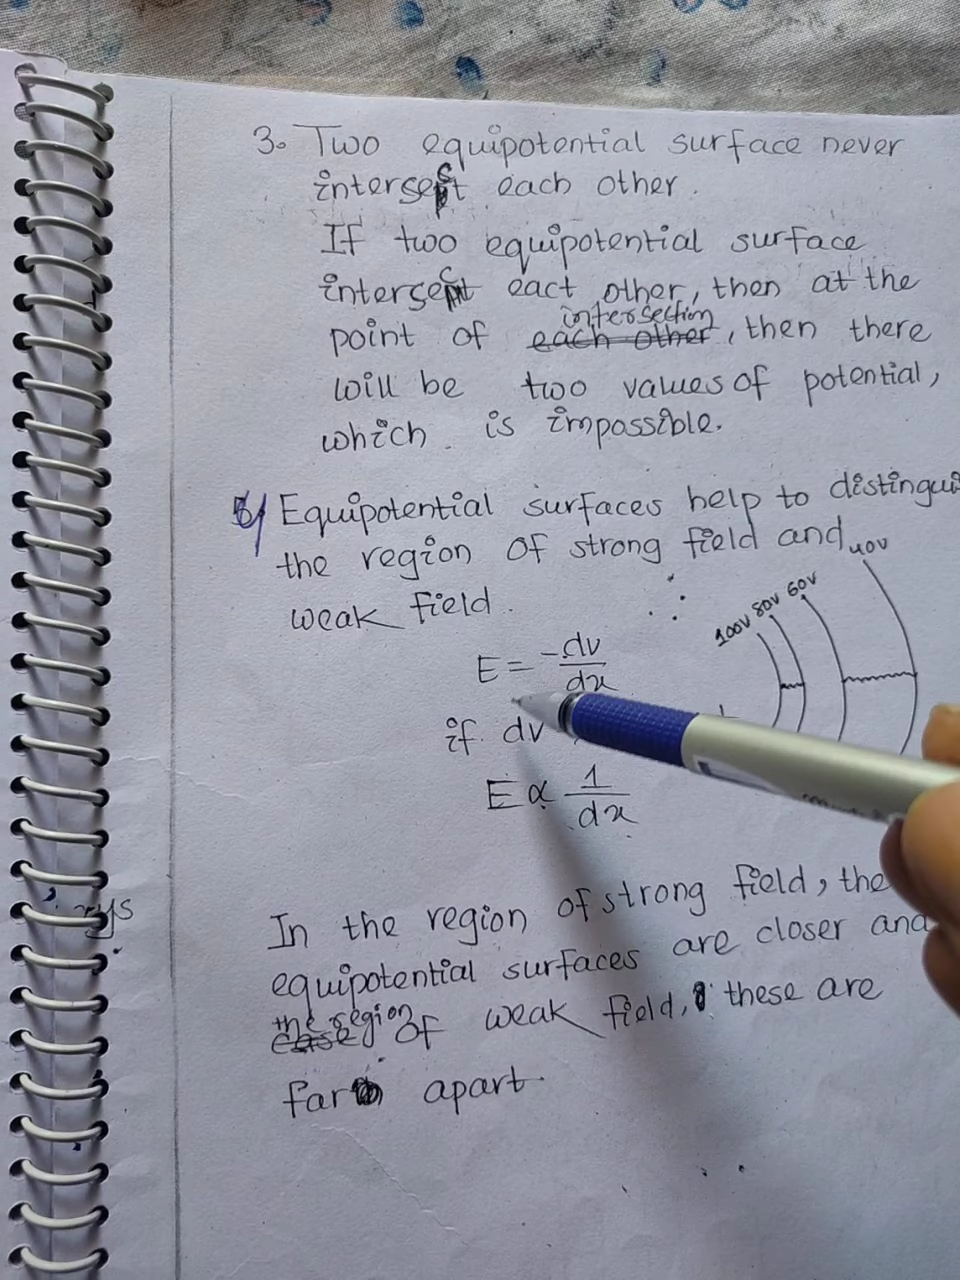 3. Two equipotential surface never
intersect each other.
If two equipotential surface
intersect eact other, then at the
intersection
point of each other, then there
will be two values of potential,
which is impossible.
Equipotential surfaces help to distingui
the region of strong field and
weak field.
40V
100V 80V 60V
E = -dv/dx
if dv
E ∝ 1/dx
In the region of strong field, the
equipotential surfaces are closer and
the region of weak field, these are
far apart.